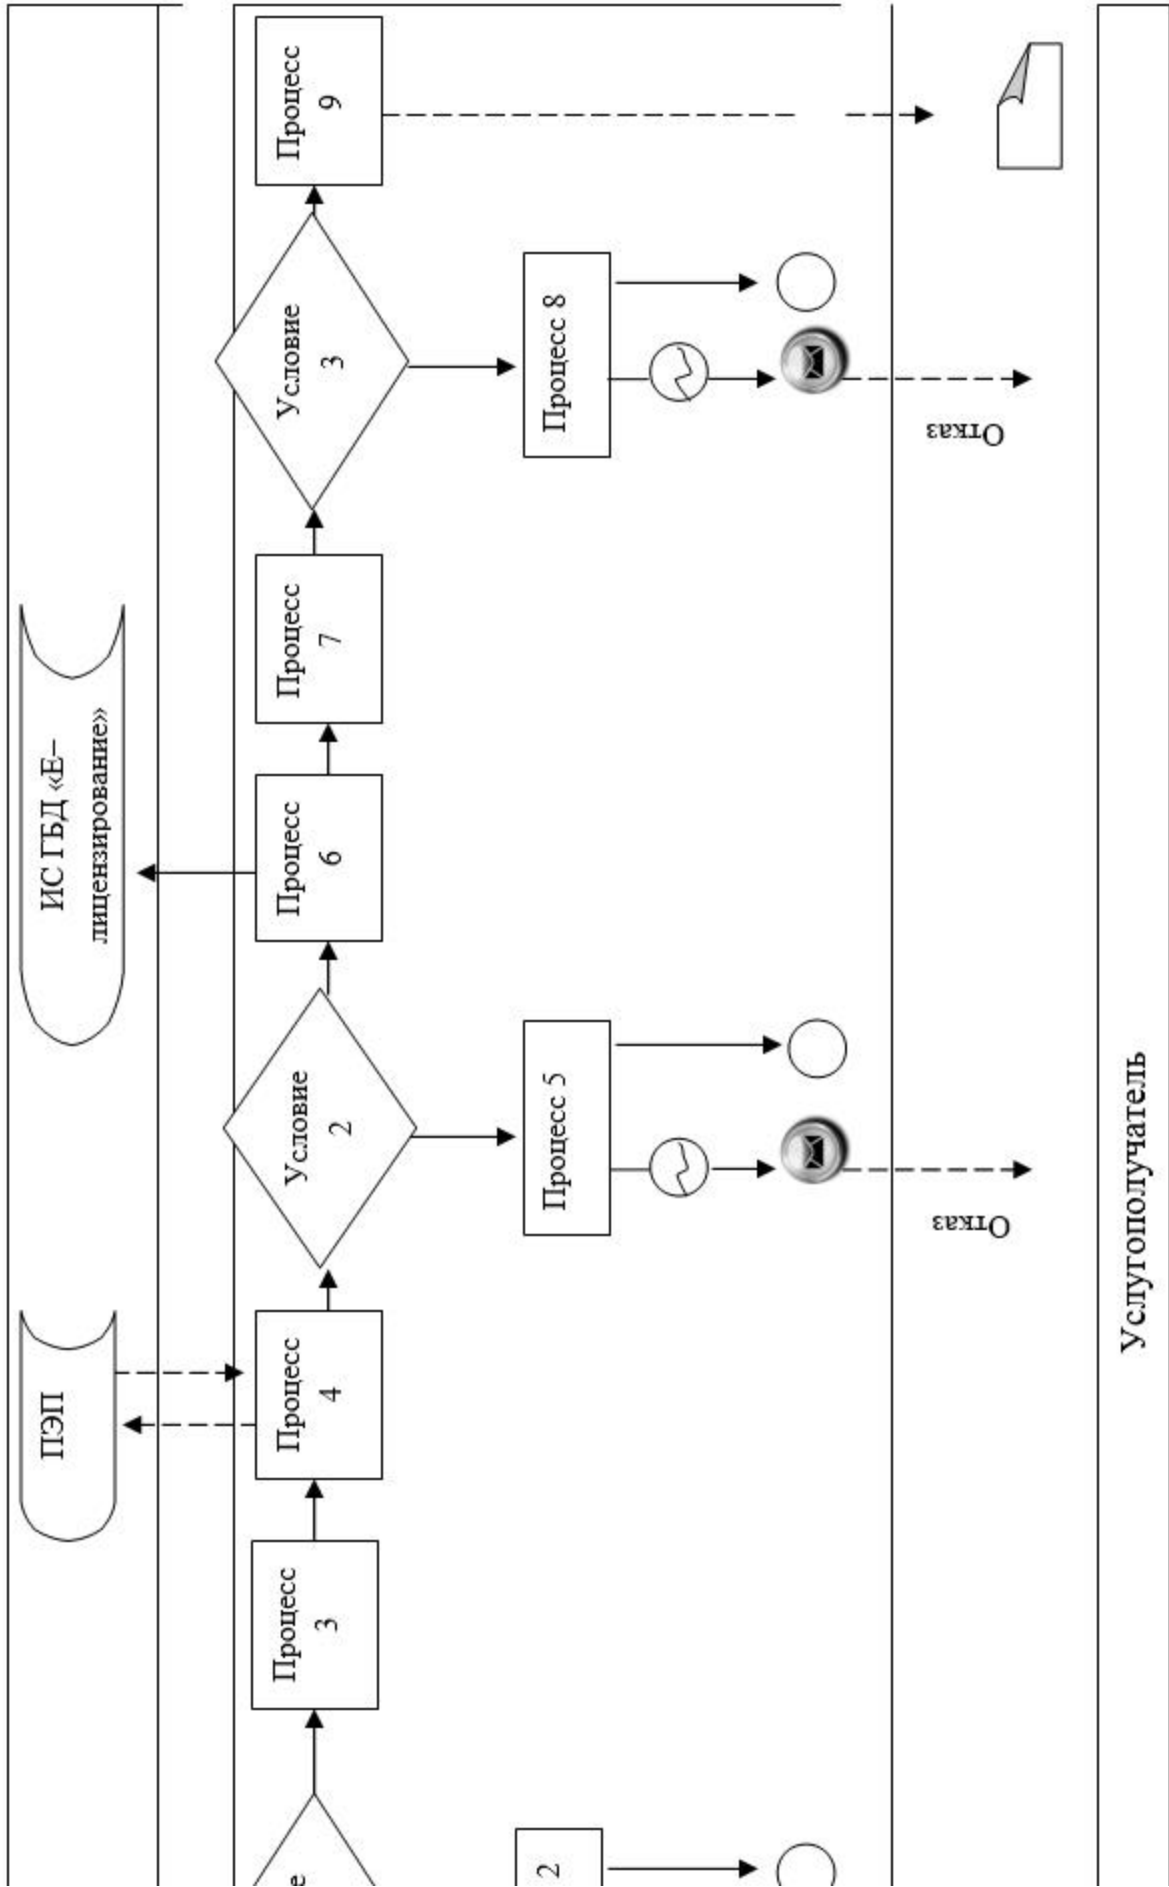 ПЭП
ИС ГБД «Е–
лицензирование»
е
Процесс
3
Процесс
4
Условие
2
Процесс
6
Процесс
7
Условие
3
Процесс
9
2
Процесс 5
Процесс 8
Отказ
Отказ
Услугополучатель